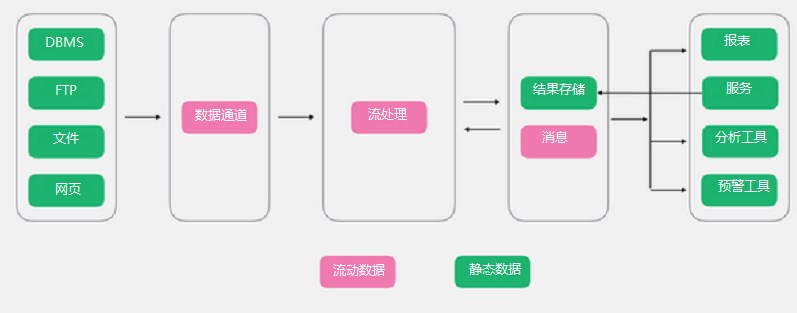 DBMS
FTP
文件
网页
数据通道
流处理
结果存储
消息
报表
服务
分析工具
预警工具
流动数据
静态数据